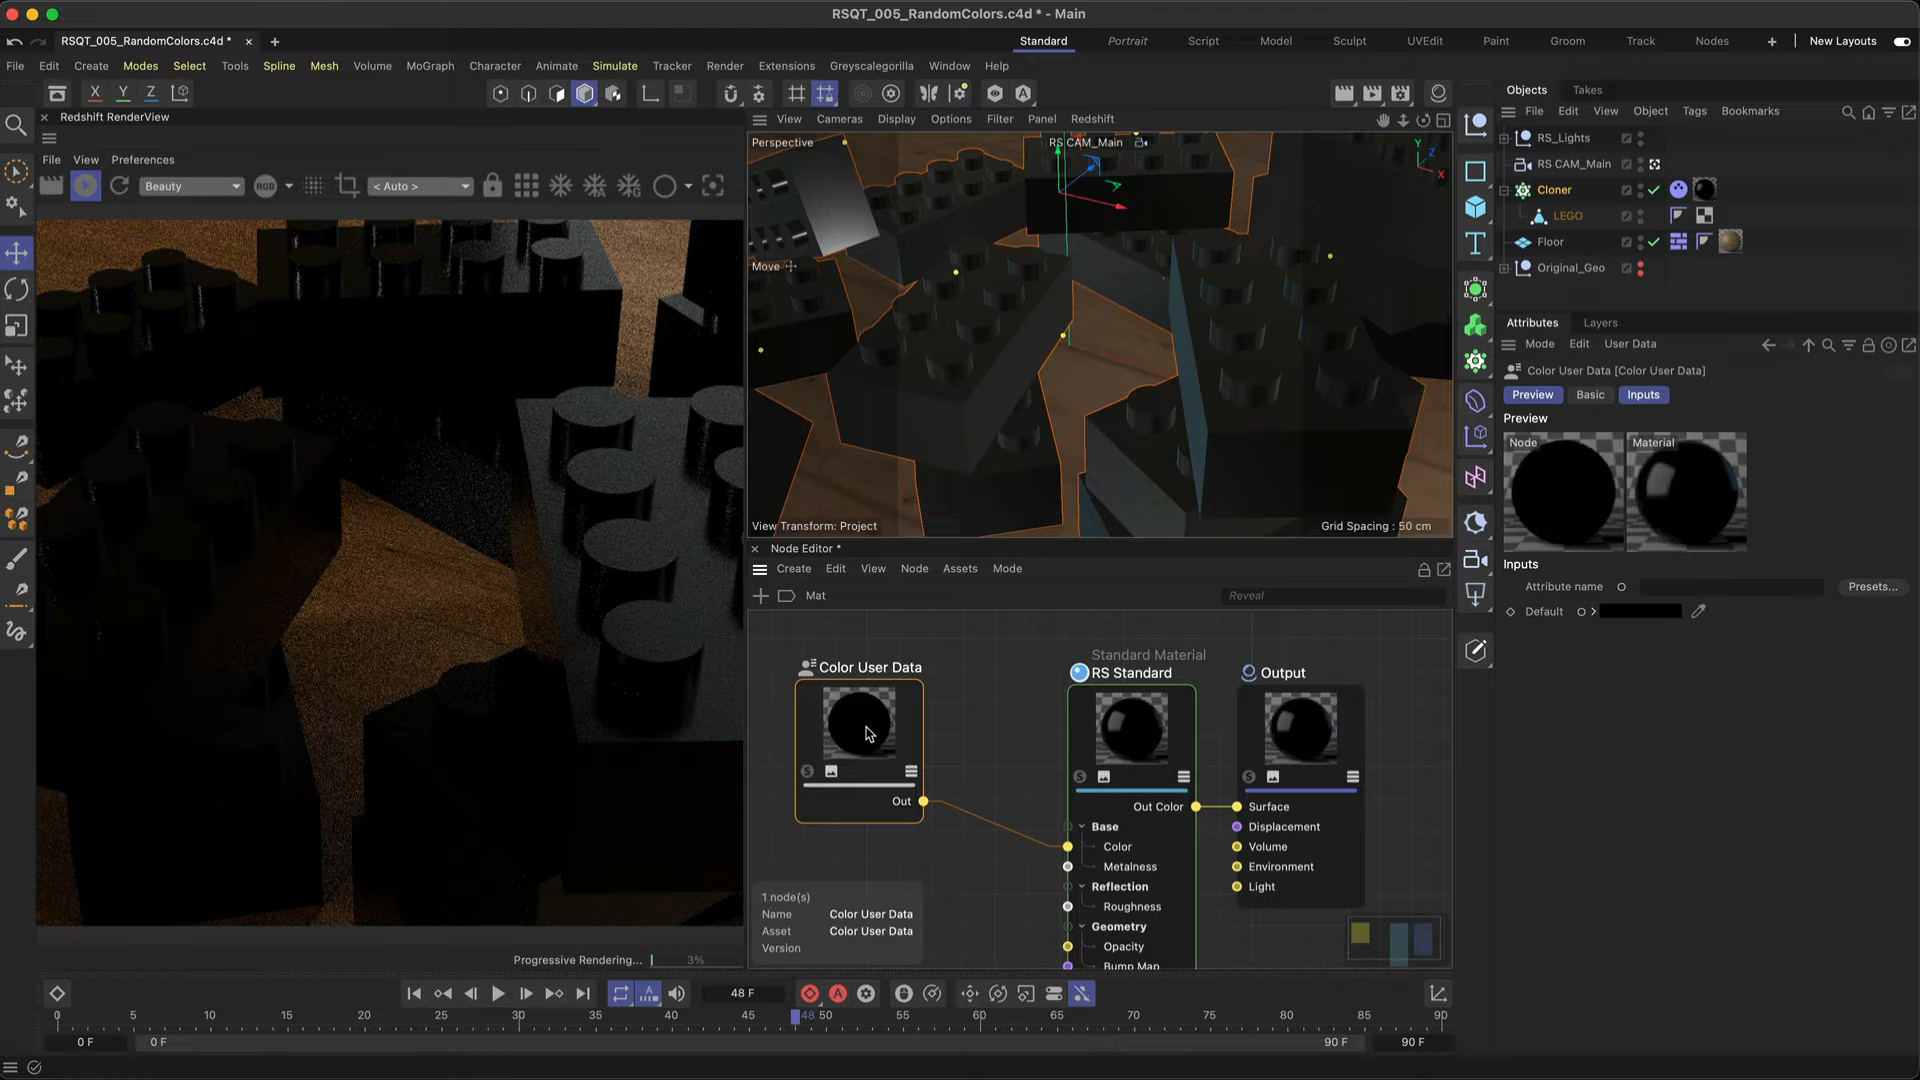 RSQT_005_RandomColors.c4d * - Main
RSQT_005_RandomColors.c4d *
Standard Portrait Script Model Sculpt UVEdit Paint Groom Track Nodes New Layouts
File Edit Create Modes Select Tools Spline Mesh Volume MoGraph Character Animate Simulate Tracker Render Extensions Greyscalegorilla Window Help
X Y Z
Redshift RenderView
File View Preferences
Beauty RGB < Auto >
Progressive Rendering... 3%
View Cameras Display Options Filter Panel Redshift
Perspective
RS CAM_Main
Y Z X
Move
View Transform: Project
Grid Spacing : 50 cm
Node Editor *
Create Edit View Node Assets Mode
Mat
Reveal
Color User Data
Out
Standard Material
RS Standard
Out Color
Base
Color
Metalness
Reflection
Roughness
Geometry
Opacity
Bump Map
Output
Surface
Displacement
Volume
Environment
Light
1 node(s)
Name Color User Data
Asset Color User Data
Version
Objects Takes
File Edit View Object Tags Bookmarks
RS_Lights
RS CAM_Main
Cloner
LEGO
Floor
Original_Geo
Attributes Layers
Mode Edit User Data
Color User Data [Color User Data]
Preview Basic Inputs
Preview
Node Material
Inputs
Attribute name Presets...
Default
48 F
0 5 10 15 20 25 30 35 40 45 48 50 55 60 65 70 75 80 85 90
0 F 0 F 90 F 90 F